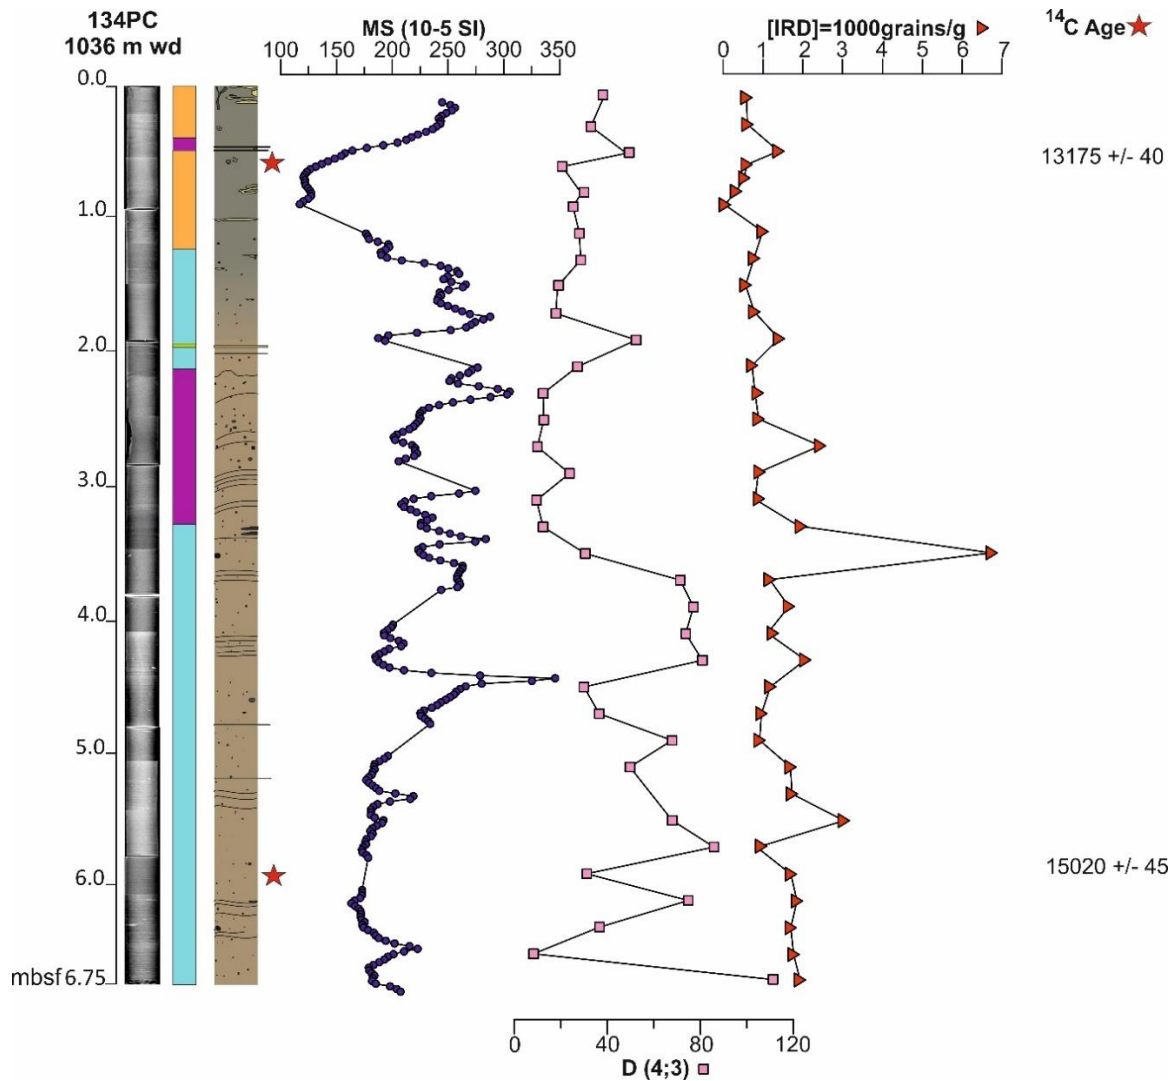 134PC
1036 m wd
MS (10-5 SI)
100 150 200 250 300 350
[IRD]=1000grains/g
0 1 2 3 4 5 6 7
14C Age
0.0
13175 +/- 40
1.0
2.0
3.0
4.0
5.0
15020 +/- 45
6.0
mbsf 6.75
0 40 80 120
D (4;3)